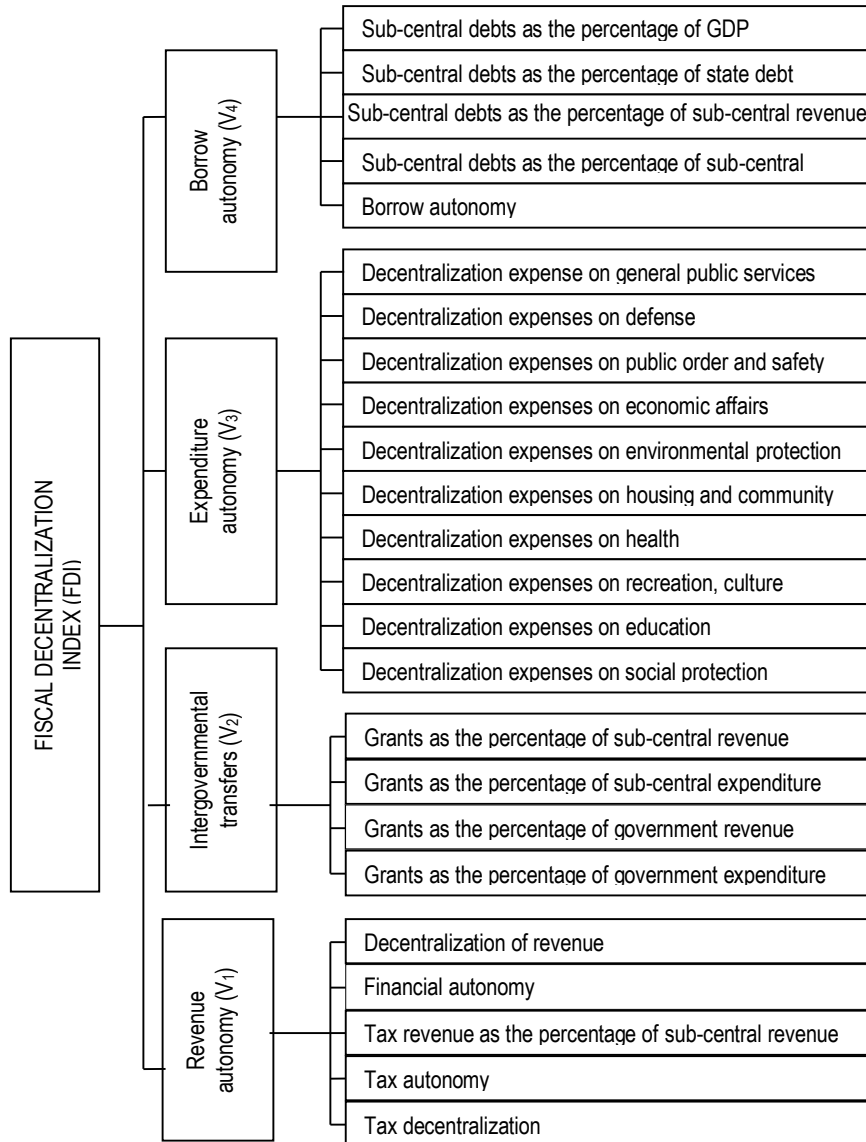 FISCAL DECENTRALIZATION
INDEX (FDI)
Borrow
autonomy (V4)
Sub-central debts as the percentage of GDP
Sub-central debts as the percentage of state debt
Sub-central debts as the percentage of sub-central revenue
Sub-central debts as the percentage of sub-central
Borrow autonomy
Expenditure
autonomy (V3)
Decentralization expense on general public services
Decentralization expenses on defense
Decentralization expenses on public order and safety
Decentralization expenses on economic affairs
Decentralization expenses on environmental protection
Decentralization expenses on housing and community
Decentralization expenses on health
Decentralization expenses on recreation, culture
Decentralization expenses on education
Decentralization expenses on social protection
Intergovernmental
transfers (V2)
Grants as the percentage of sub-central revenue
Grants as the percentage of sub-central expenditure
Grants as the percentage of government revenue
Grants as the percentage of government expenditure
Revenue
autonomy (V1)
Decentralization of revenue
Financial autonomy
Tax revenue as the percentage of sub-central revenue
Tax autonomy
Tax decentralization